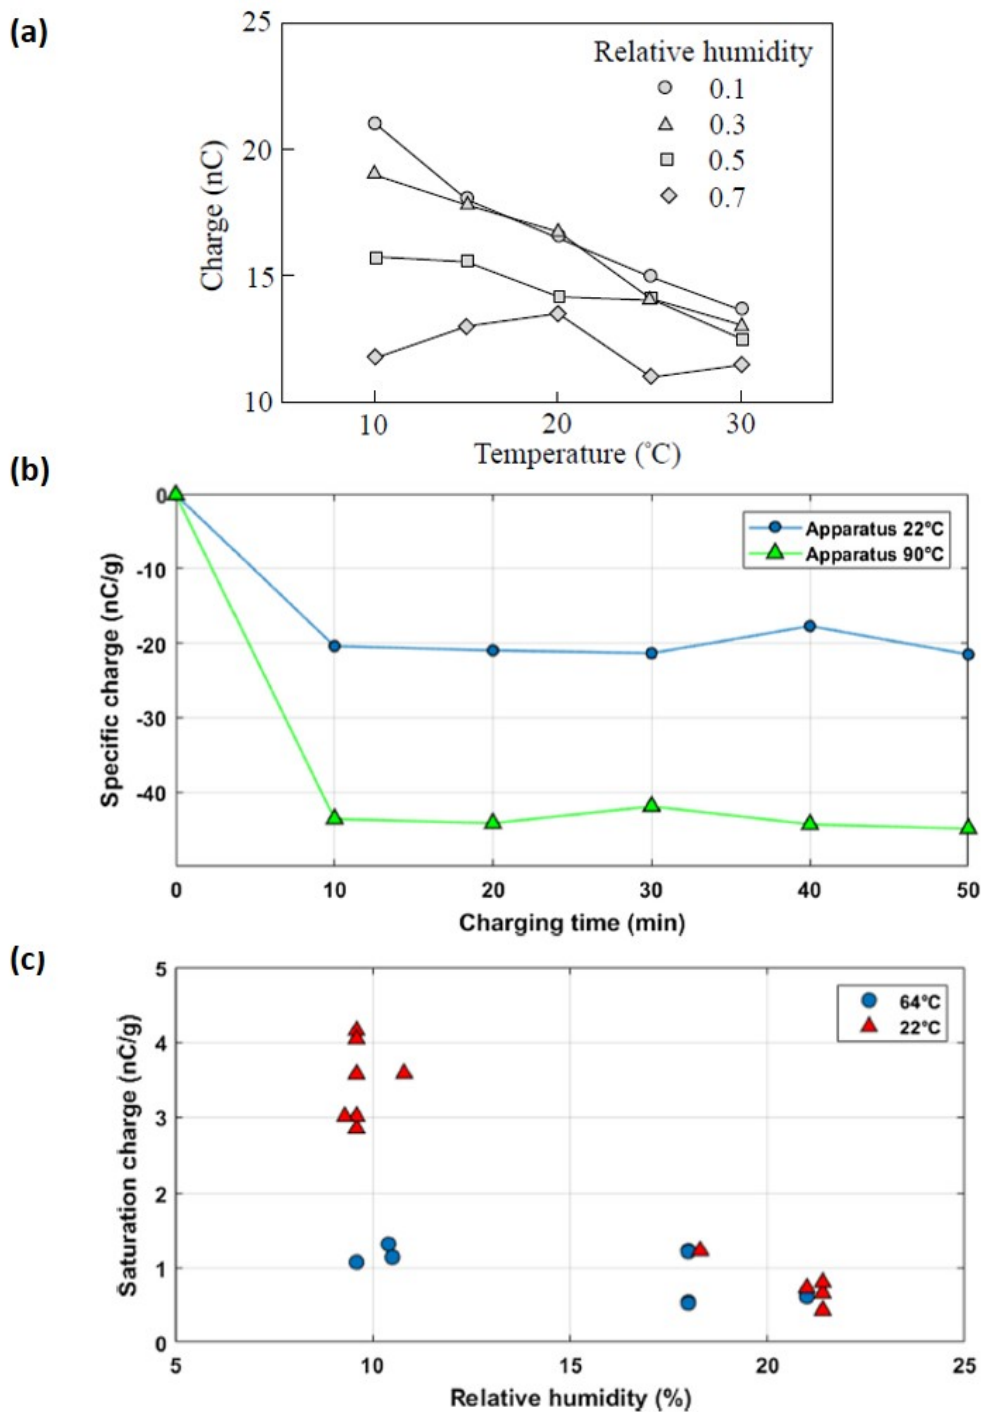 (a)
25
20
15
10
Charge (nC)
Relative humidity
0.1
0.3
0.5
0.7
10
20
30
Temperature (°C)
(b)
0
-10
-20
-30
-40
Specific charge (nC/g)
Apparatus 22°C
Apparatus 90°C
0
10
20
30
40
50
Charging time (min)
(c)
5
4
3
2
1
0
Saturation charge (nC/g)
64°C
22°C
5
10
15
20
25
Relative humidity (%)